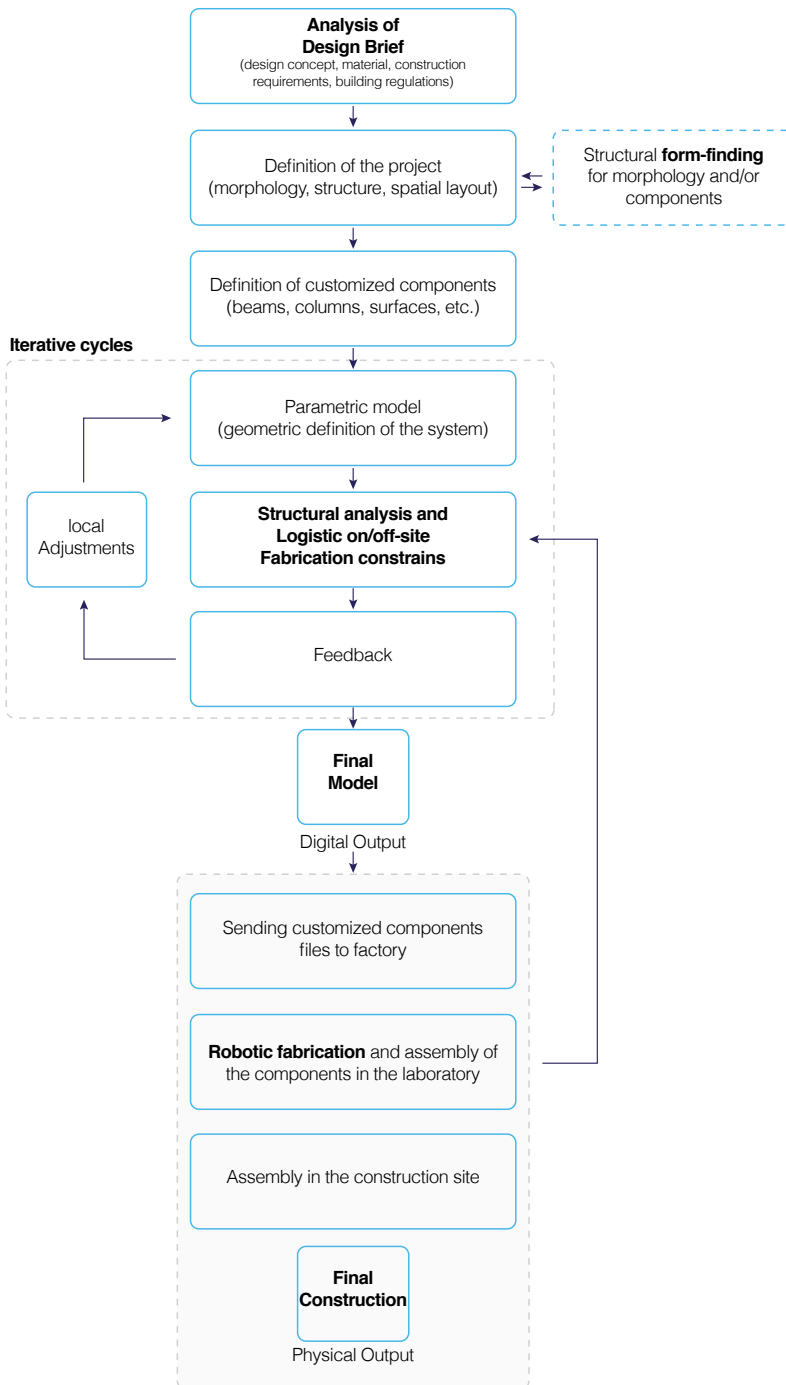 Analysis of
Design Brief
(design concept, material, construction
requirements, building regulations)
Definition of the project
(morphology, structure, spatial layout)
Structural form-finding
for morphology and/or
components
Definition of customized components
(beams, columns, surfaces, etc.)
Iterative cycles
Parametric model
(geometric definition of the system)
local
Adjustments
Structural analysis and
Logistic on/off-site
Fabrication constrains
Feedback
Final
Model
Digital Output
Sending customized components
files to factory
Robotic fabrication and assembly of
the components in the laboratory
Assembly in the construction site
Final
Construction
Physical Output